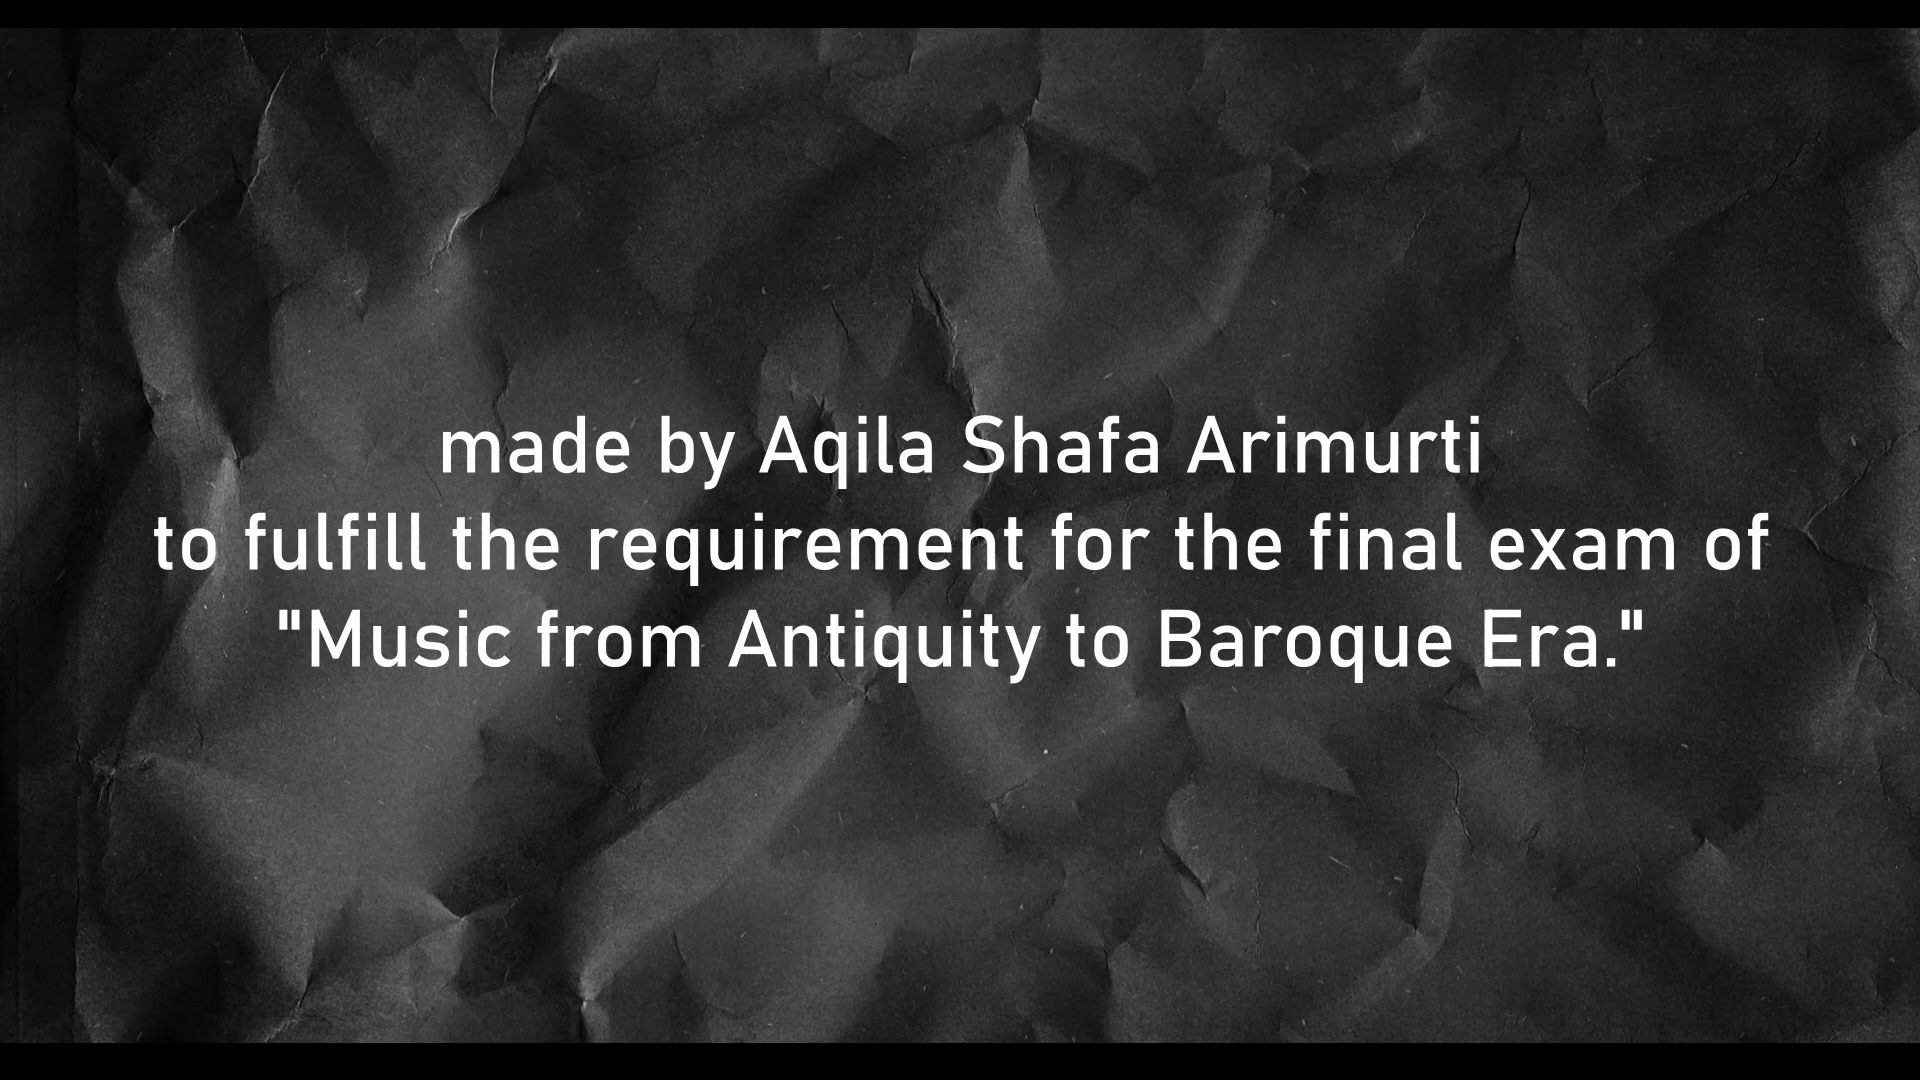 made by Aqila Shafa Arimurti
to fulfill the requirement for the final exam of
"Music from Antiquity to Baroque Era."